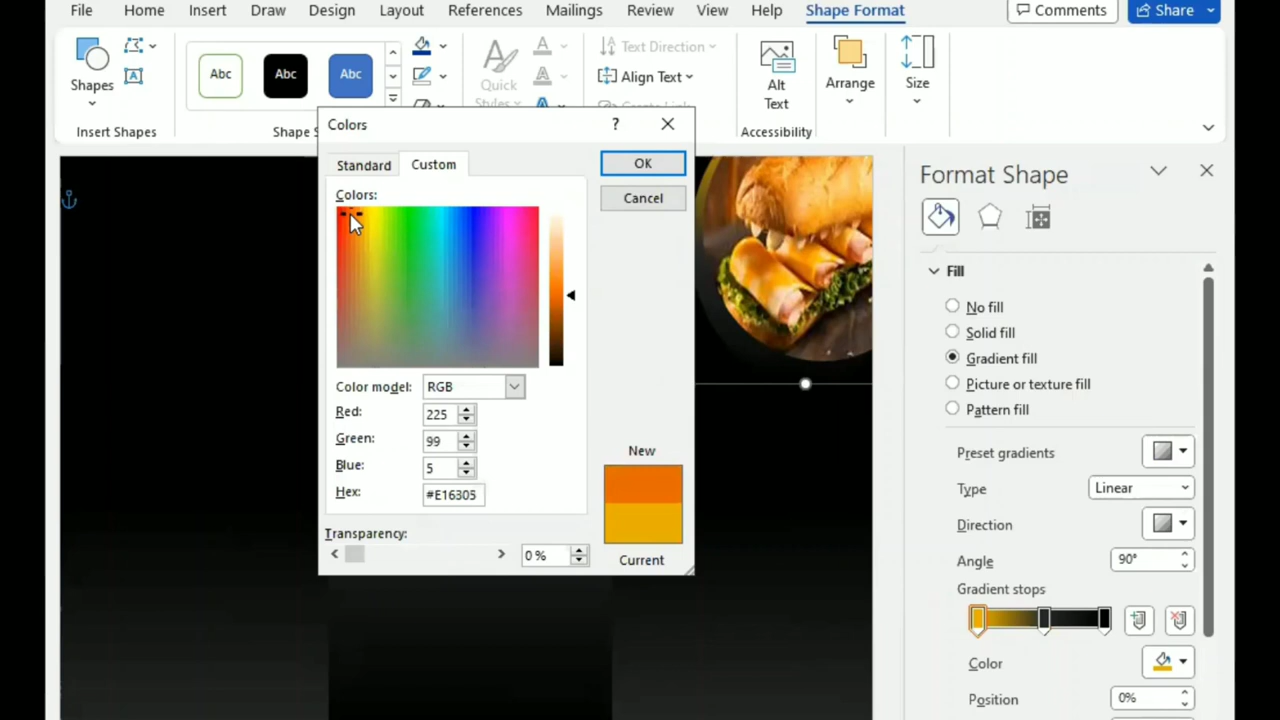 File Home Insert Draw Design Layout References Mailings Review View Help Shape Format Comments Share
Abc Abc Abc
Shapes
Quick
Styles
Text Direction
Align Text
Create Link
Alt
Text
Arrange
Size
Insert Shapes
Shape S
Accessibility
Colors
?
Standard Custom
OK
Cancel
Colors:
Color model: RGB
Red: 225
Green: 99
Blue: 5
Hex: #E16305
Transparency:
0 %
New
Current
Format Shape
Fill
No fill
Solid fill
Gradient fill
Picture or texture fill
Pattern fill
Preset gradients
Type Linear
Direction
Angle 90°
Gradient stops
Color
Position 0%